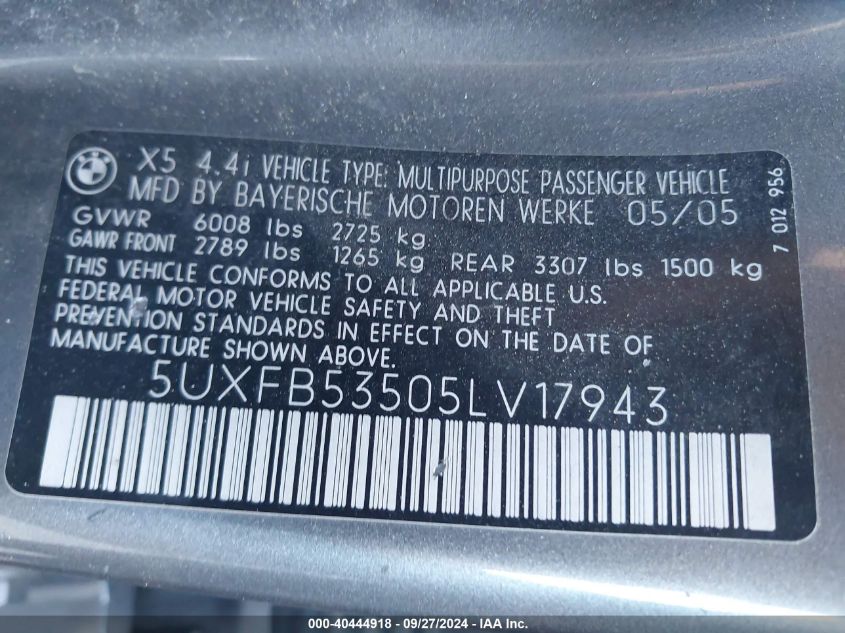 BMW
X5 4.4i VEHICLE TYPE: MULTIPURPOSE PASSENGER VEHICLE
MFD BY BAYERISCHE MOTOREN WERKE 05/05
GVWR 6008 lbs 2725 kg
GAWR FRONT 2789 lbs 1265 kg REAR 3307 lbs 1500 kg
THIS VEHICLE CONFORMS TO ALL APPLICABLE U.S.
FEDERAL MOTOR VEHICLE SAFETY AND THEFT
PREVENTION STANDARDS IN EFFECT ON THE DATE OF
MANUFACTURE SHOWN ABOVE.
5UXFB53505LV17943
7 012 956
© - 40444918 - 09/27/2024 - IAA Inc.